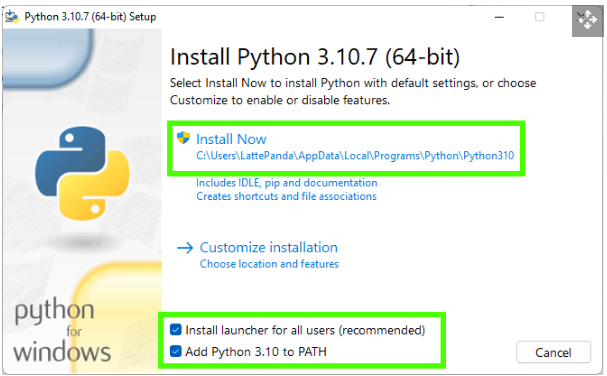 Python 3.10.7 (64-bit) Setup
Install Python 3.10.7 (64-bit)
Select Install Now to install Python with default settings, or choose
Customize to enable or disable features.
Install Now
C:\Users\LattePanda\AppData\Local\Programs\Python\Python310
Includes IDLE, pip and documentation
Creates shortcuts and file associations
Customize installation
Choose location and features
python
for
windows
Install launcher for all users (recommended)
Add Python 3.10 to PATH
Cancel